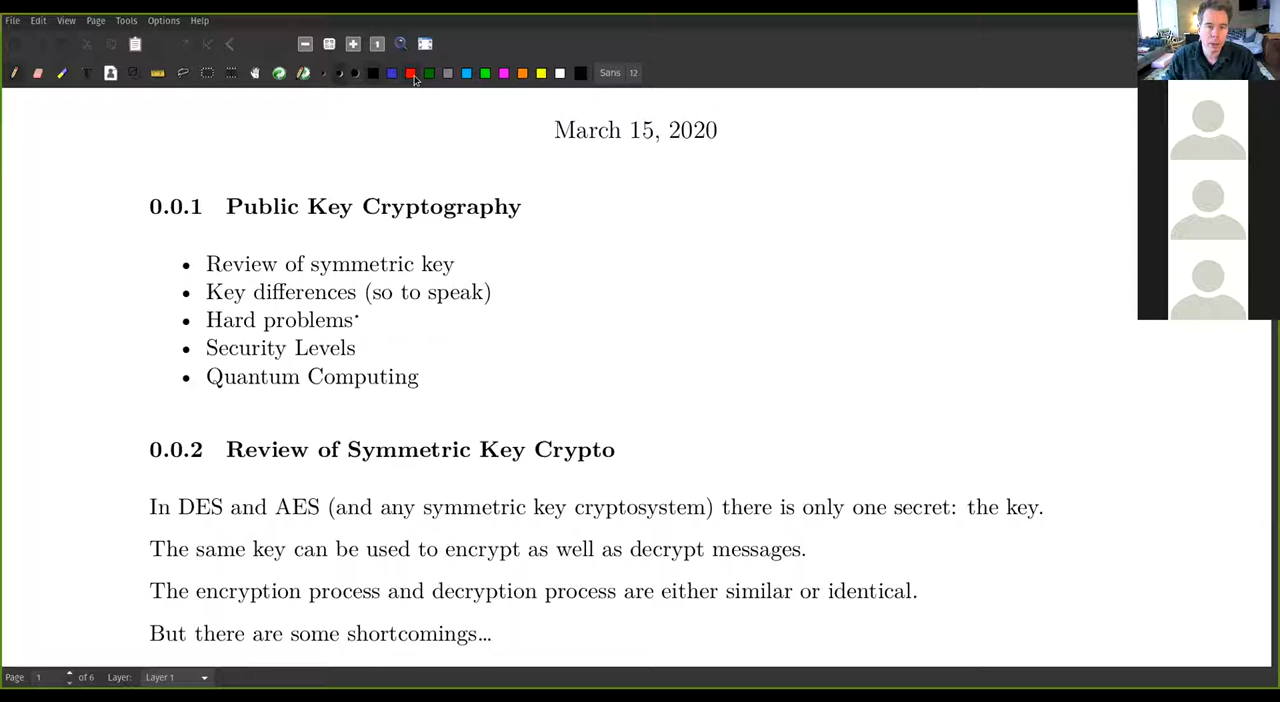 File Edit View Page Tools Options Help
1
Sans 12
March 15, 2020
0.0.1 Public Key Cryptography
• Review of symmetric key
• Key differences (so to speak)
• Hard problems
• Security Levels
• Quantum Computing
0.0.2 Review of Symmetric Key Crypto
In DES and AES (and any symmetric key cryptosystem) there is only one secret: the key.
The same key can be used to encrypt as well as decrypt messages.
The encryption process and decryption process are either similar or identical.
But there are some shortcomings...
Page 1 of 6 Layer: Layer 1